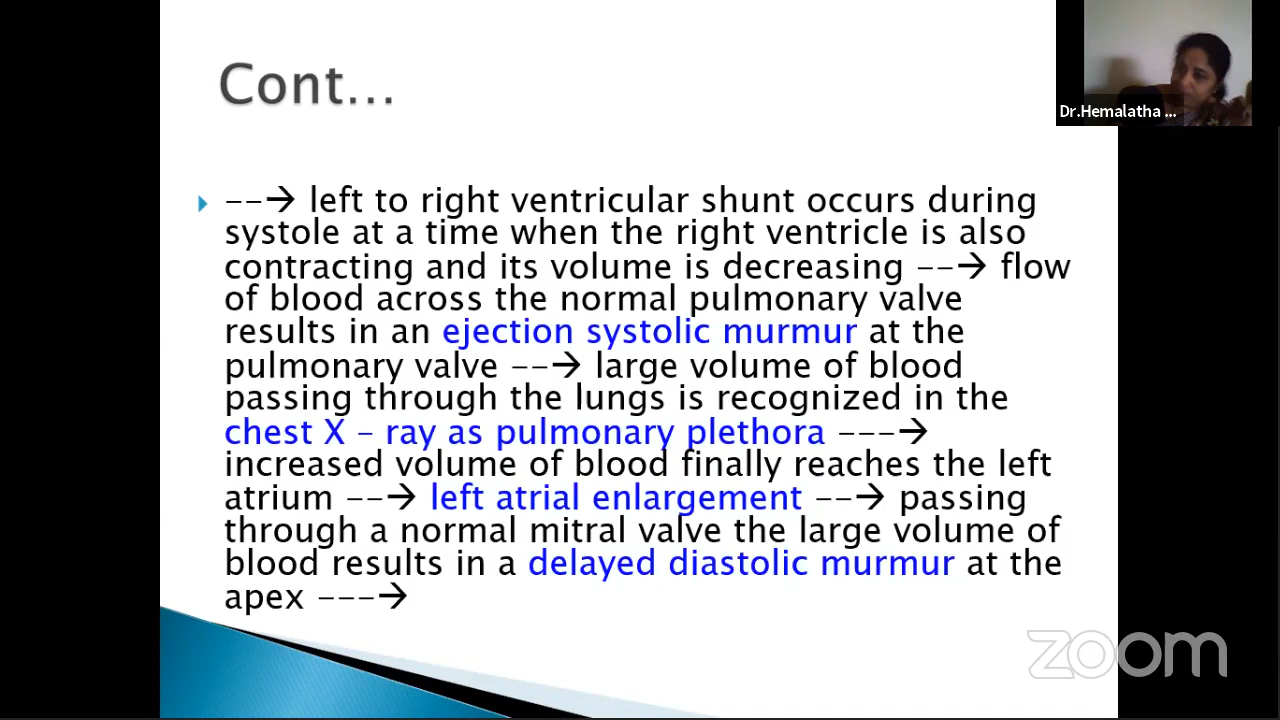 Cont...
Dr.Hemalatha ...
--→ left to right ventricular shunt occurs during
systole at a time when the right ventricle is also
contracting and its volume is decreasing --→ flow
of blood across the normal pulmonary valve
results in an ejection systolic murmur at the
pulmonary valve --→ large volume of blood
passing through the lungs is recognized in the
chest X – ray as pulmonary plethora ---→
increased volume of blood finally reaches the left
atrium --→ left atrial enlargement --→ passing
through a normal mitral valve the large volume of
blood results in a delayed diastolic murmur at the
apex ---→
zoom